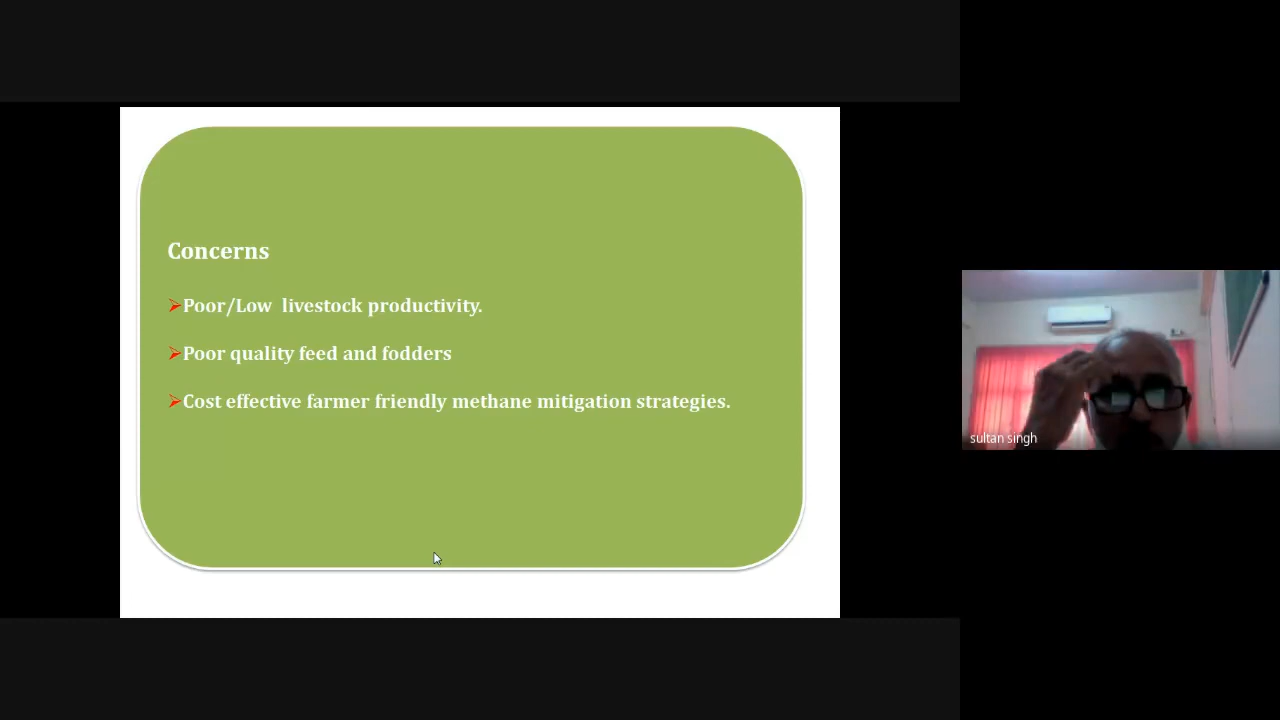 Concerns
➢Poor/Low livestock productivity.
➢Poor quality feed and fodders
➢Cost effective farmer friendly methane mitigation strategies.
sultan singh